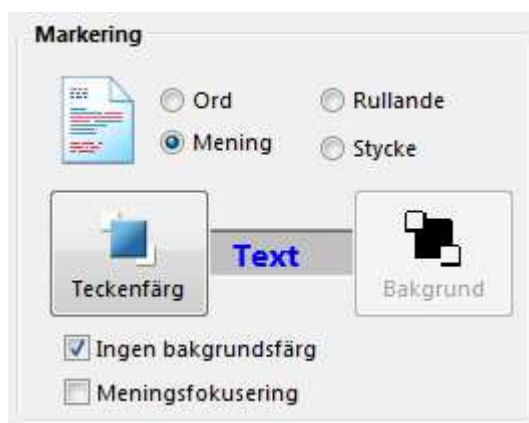 Markering
Ord
Rullande
Mening
Stycke
Teckenfärg
Text
Bakgrund
Ingen bakgrundsfärg
Meningsfokusering